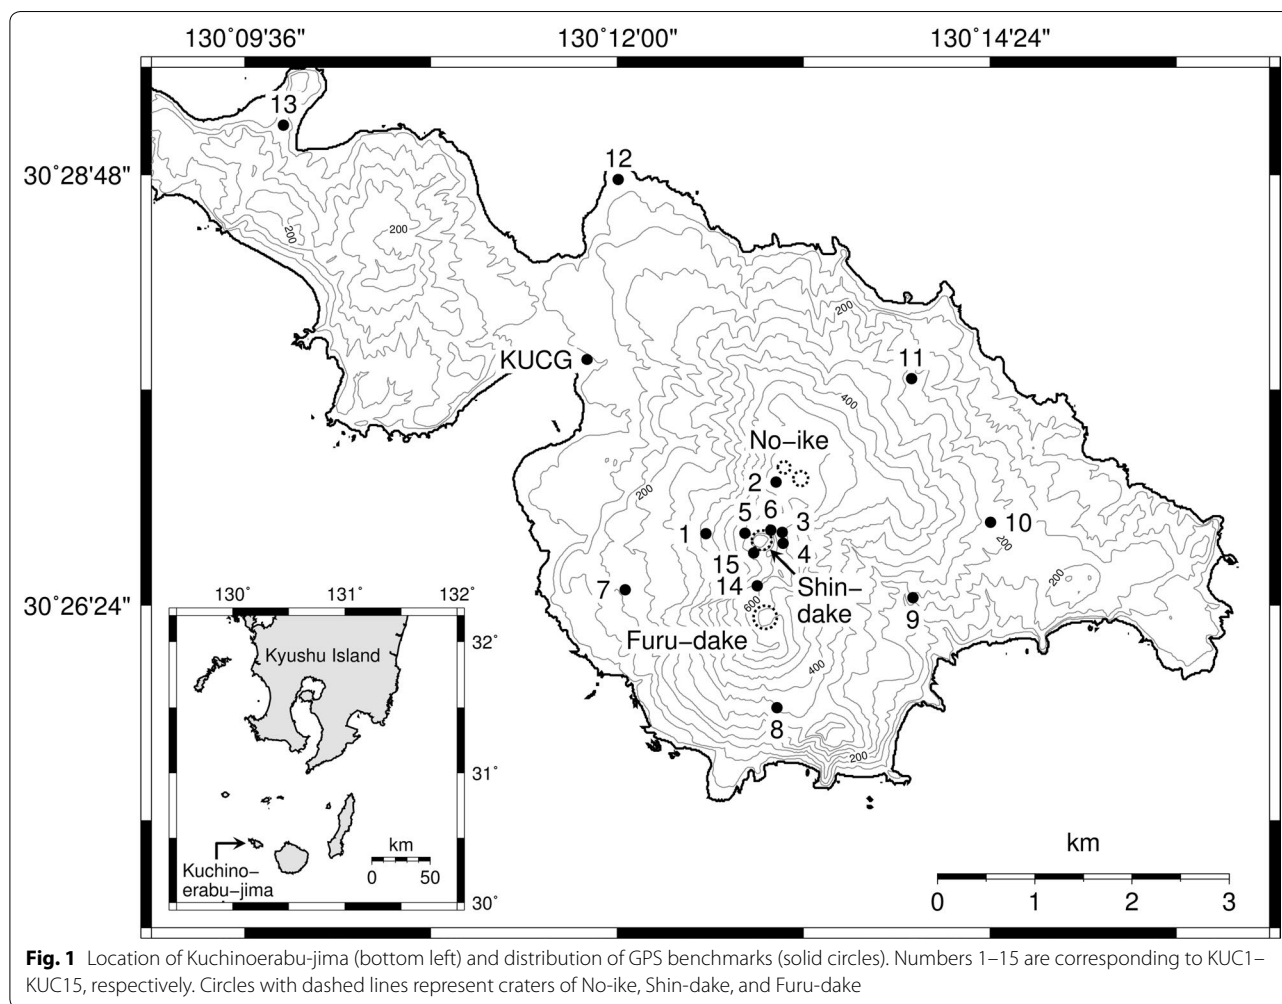 130°09'36" 130°12'00" 130°14'24"
13
12
30°28'48"
200
200
200
KUCG
11
400
No−ike
2
200
5 6 3
1
10
200
15 4
7 14 Shin−
dake
200
600
30°26'24"
9
Furu−dake
400
8
200
130° 131° 132°
32°
Kyushu Island
31°
km
0 50
Kuchino−
erabu−jima
30°
km
0 1 2 3
Fig. 1 Location of Kuchinoerabu-jima (bottom left) and distribution of GPS benchmarks (solid circles). Numbers 1–15 are corresponding to KUC1–
KUC15, respectively. Circles with dashed lines represent craters of No-ike, Shin-dake, and Furu-dake